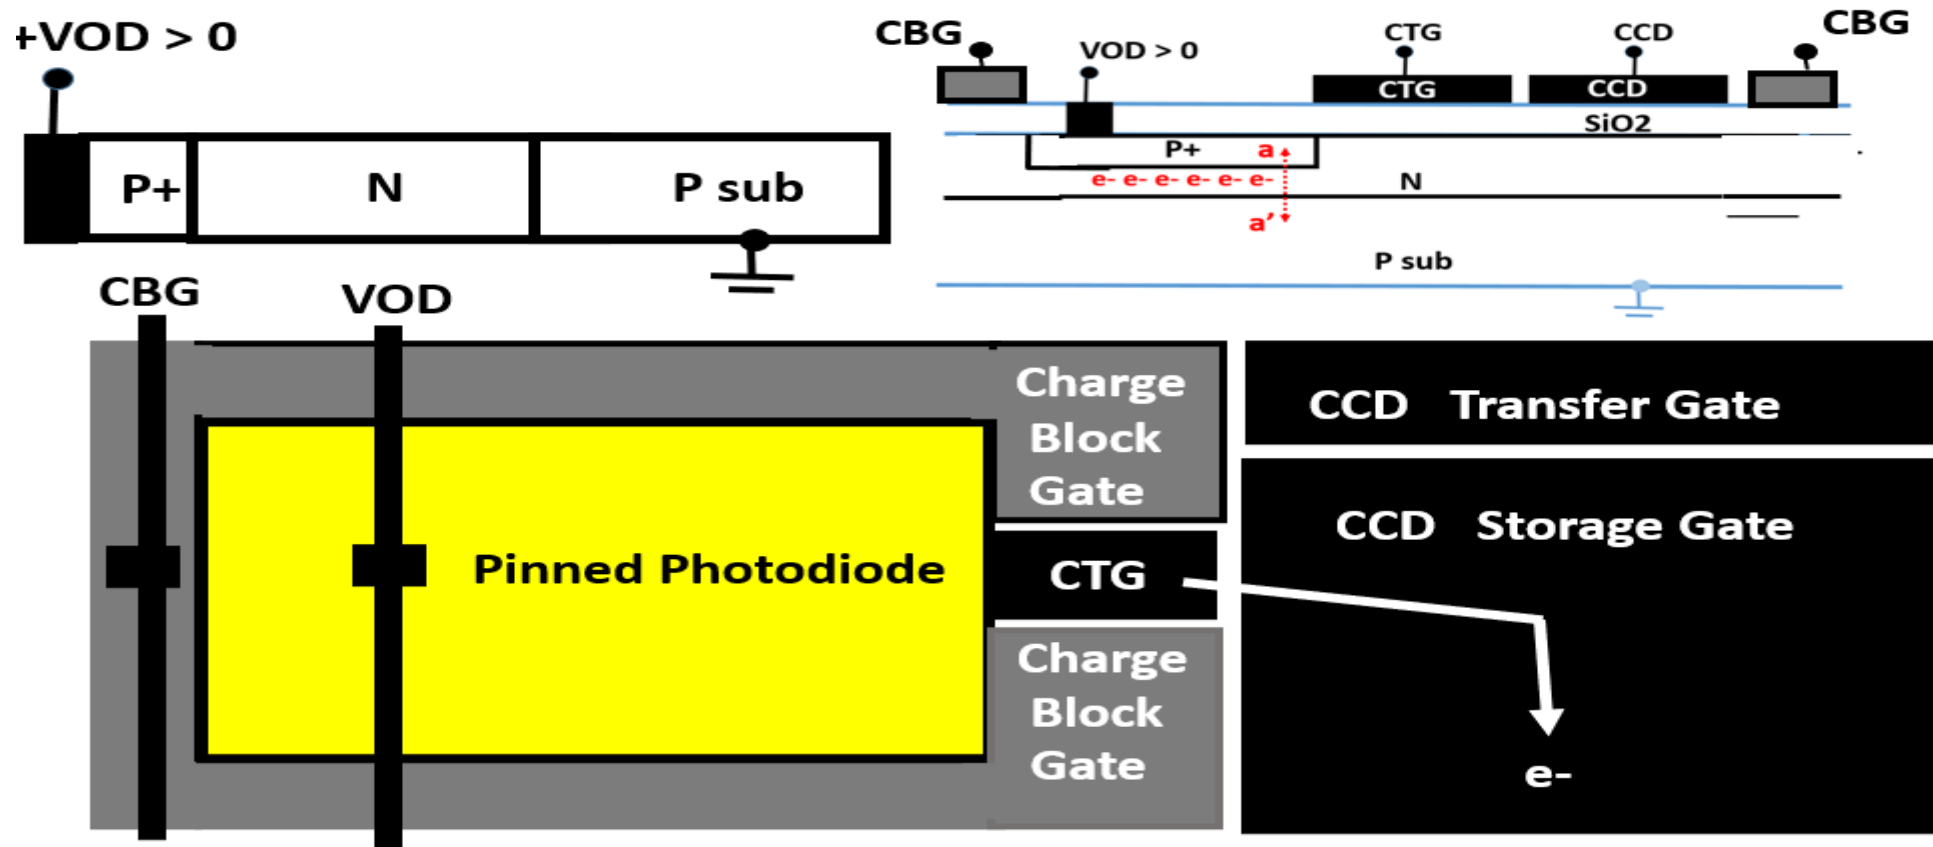 +VOD > 0
P+
N
P sub
CBG
VOD > 0
CTG
CCD
CBG
CTG
CCD
SiO2
P+
a
e- e- e- e- e- e-
N
a’
P sub
CBG
VOD
Charge
Block
Gate
CCD Transfer Gate
CCD Storage Gate
Pinned Photodiode
CTG
Charge
Block
Gate
e-